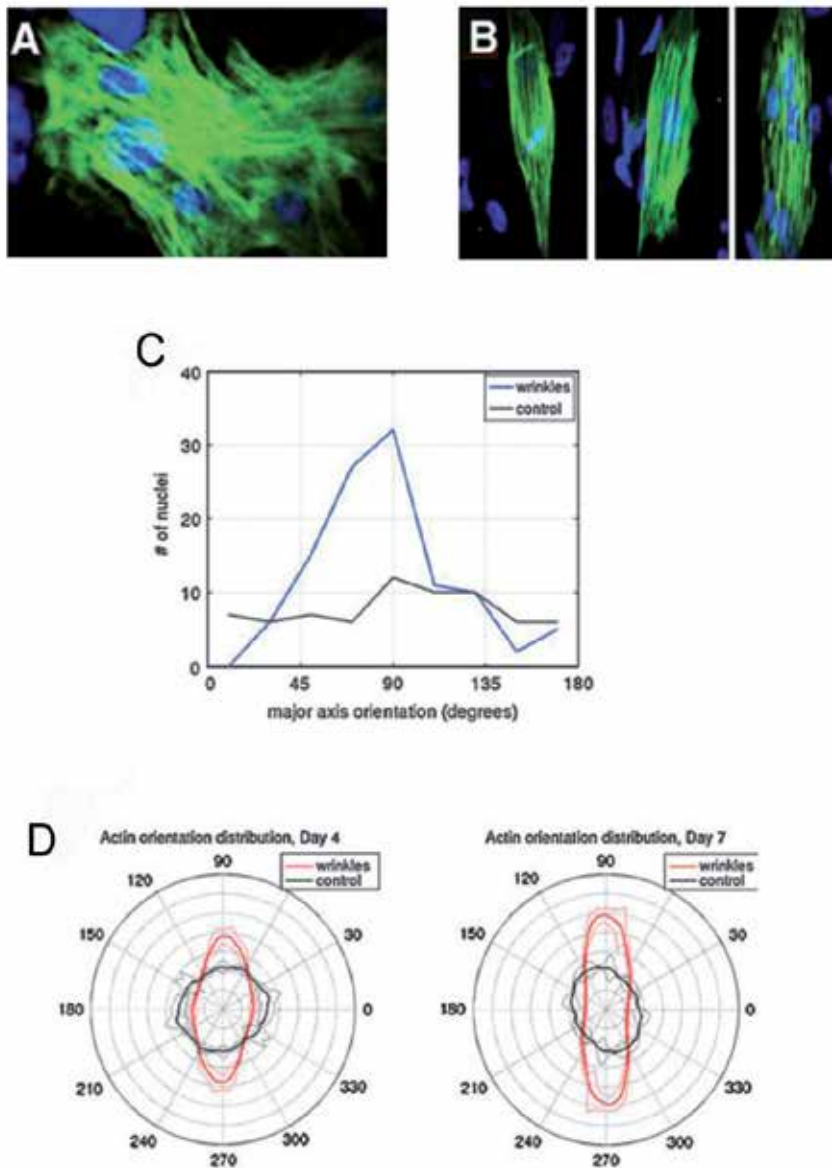 A
B
C
40
30
20
10
0
# of nuclei
wrinkles
control
0 45 90 135 180
major axis orientation (degrees)
D
Actin orientation distribution, Day 4
wrinkles
control
90
120
150
30
180
0
210
330
240
300
270
Actin orientation distribution, Day 7
wrinkles
control
90
120
150
30
180
0
210
330
240
300
270